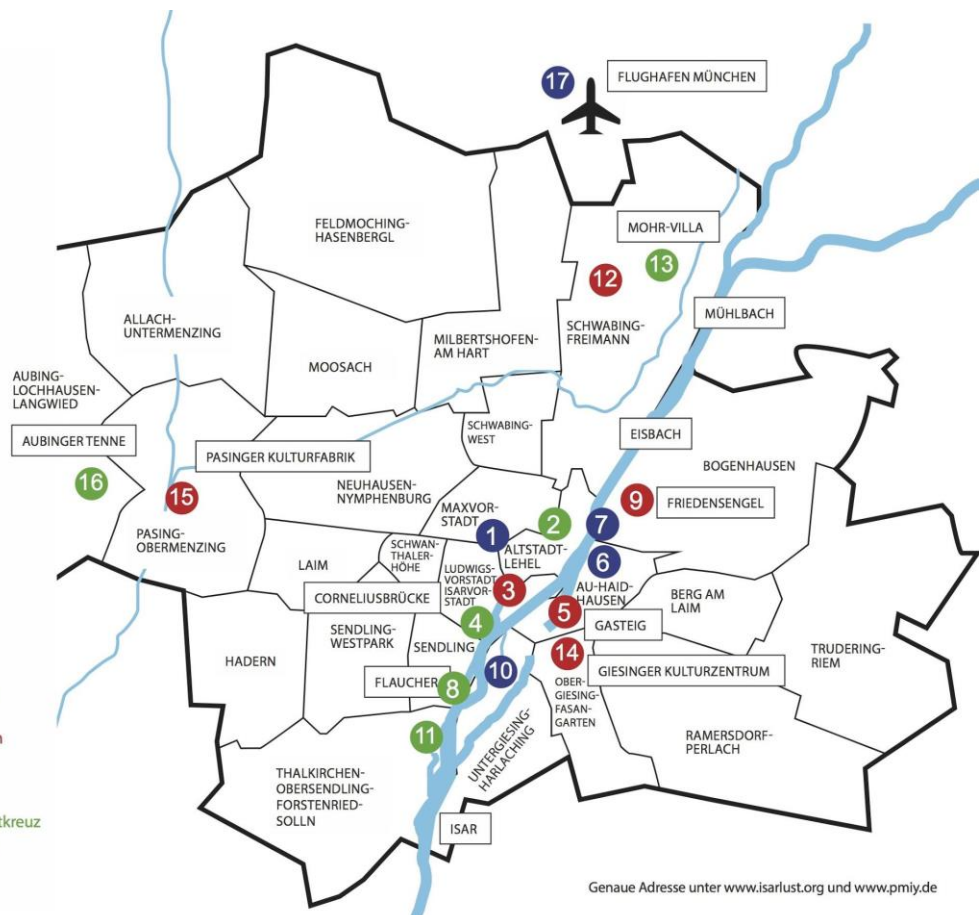 17
FLUGHAFEN MÜNCHEN
FELDMOCHING-
HASENBERGL
MOHR-VILLA
12
13
MÜHLBACH
ALLACH-
UNTERMENZING
MOOSACH
MILBERTSHOFEN-
AM HART
SCHWABING-
FREIMANN
AUBING-
LOCHHAUSEN-
LANGWIED
SCHWABING-
WEST
EISBACH
AUBINGER TENNE
PASINGER KULTURFABRIK
BOGENHAUSEN
16
15
NEUHAUSEN-
NYMPHENBURG
9
FRIEDENSENGEL
MAXVOR-
STADT
1
2
7
PASING-
OBERMENZING
LAIM
SCHWAN-
THALER-
HÖHE
ALTSTADT-
LEHEL
6
LUDWIGS-
VORSTADT
ISARVOR-
STADT
3
AU-HAID-
HAUSEN
BERG AM
LAIM
CORNELIUSBRÜCKE
5
GASTEIG
4
SENDLING-
WESTPARK
SENDLING
HADERN
14
GIESINGER KULTURZENTRUM
TRUDERING-
RIEM
FLAUCHER
8
10
OBER-
GIESING-
FASAN-
GARTEN
11
UNTERGIESING-
HARLACHING
RAMERSDORF-
PERLACH
n
THALKIRCHEN-
OBERSENDLING-
FORSTENRIED-
SOLLN
tkreuz
ISAR
Genaue Adresse unter www.isarlust.org und www.pmiy.de